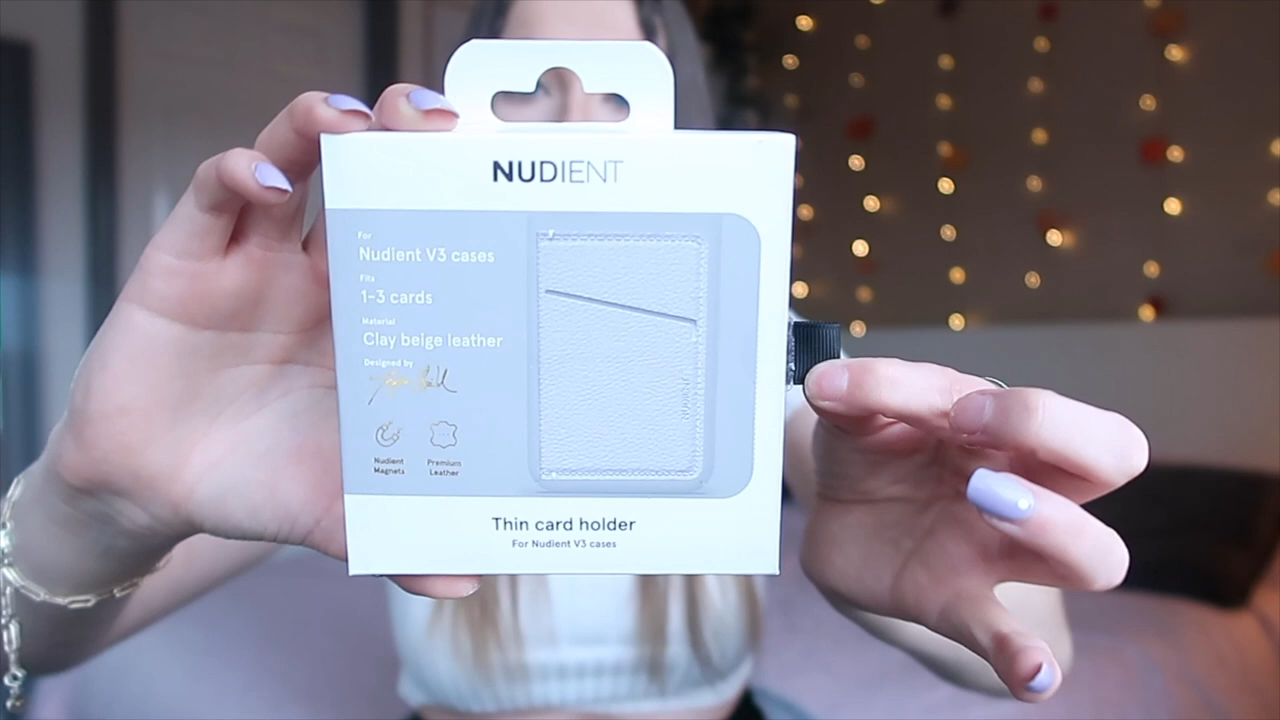 NUDIENT
For
Nudient V3 cases
Fits
1-3 cards
Material
Clay beige leather
Designed by
Nudient
Magnets
Premium
Leather
NUDIENT
Thin card holder
For Nudient V3 cases